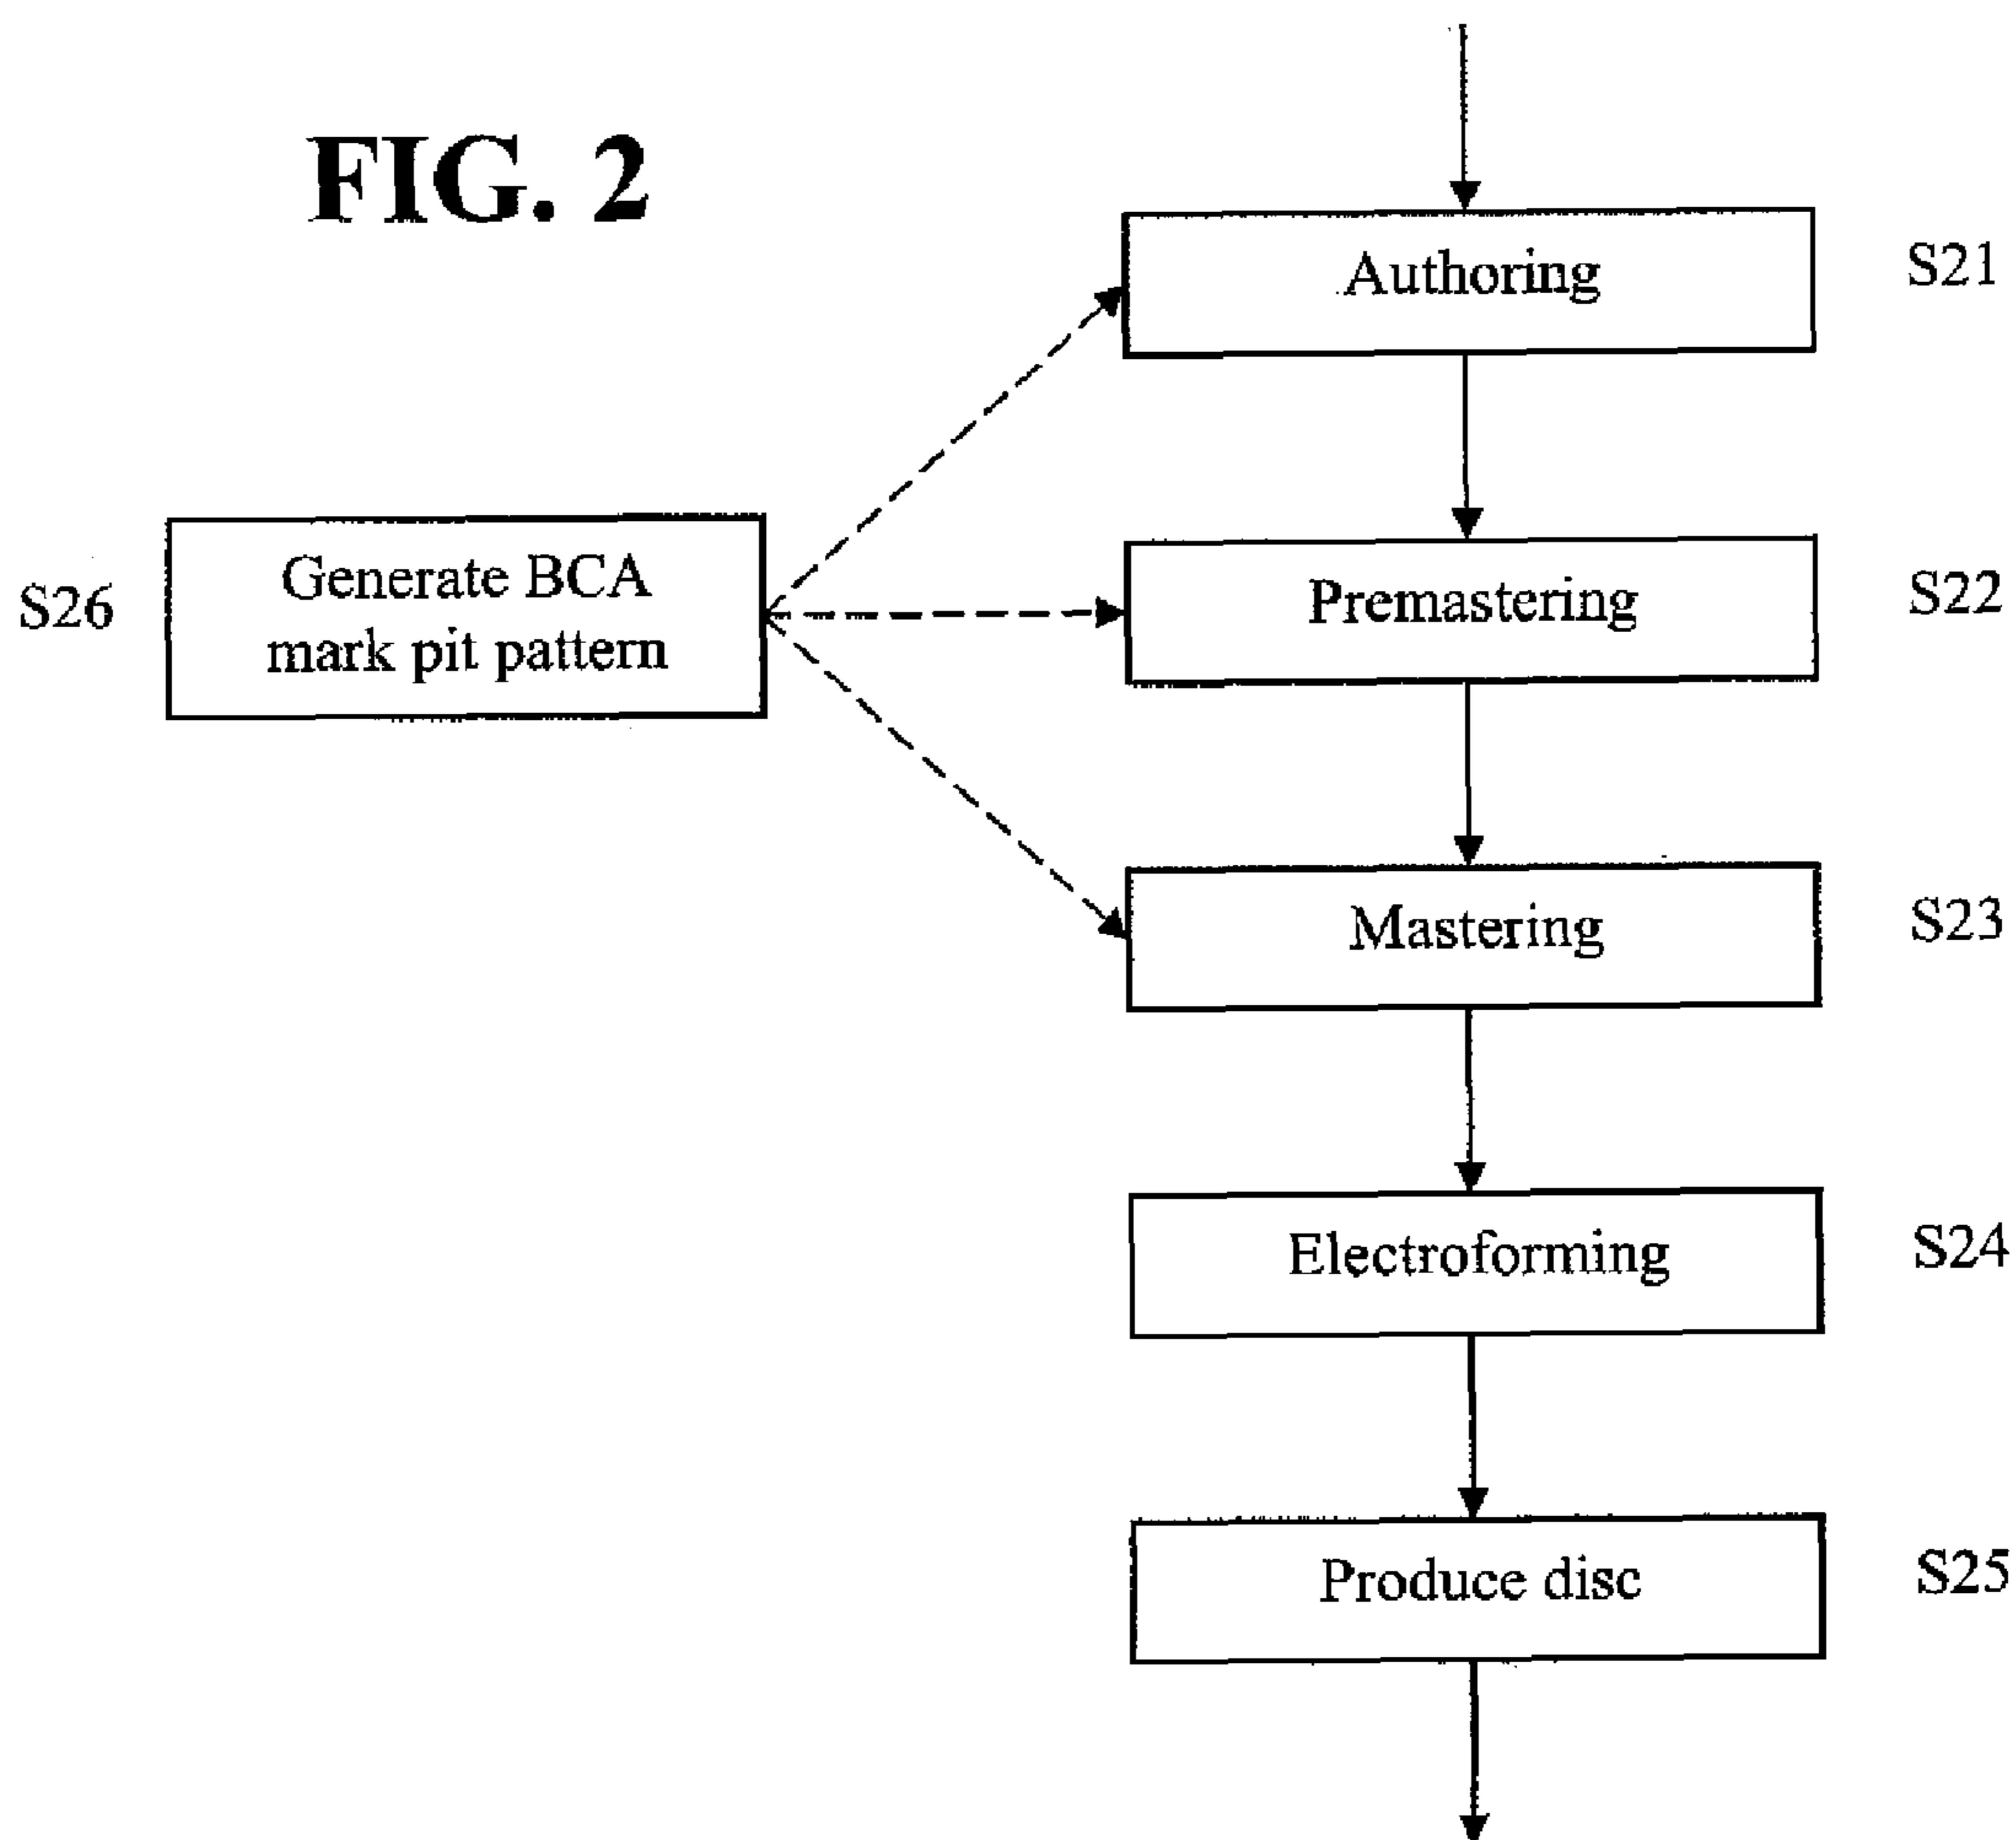 FIG. 2
Authoring
S21
S26
Generate BCA
mark pit pattern
Premastering
S22
Mastering
S23
Electroforming
S24
Produce disc
S25